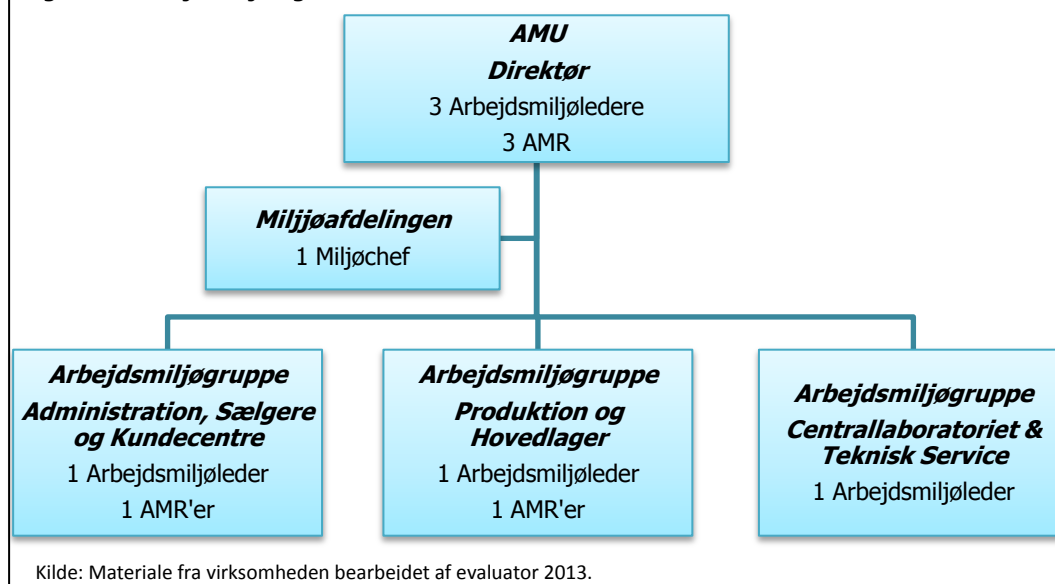 AMU
Direktør
3 Arbejdsmiljøledere
3 AMR
Miljjøafdelingen
1 Miljøchef
Arbejdsmiljøgruppe
Administration, Sælgere
og Kundecentre
1 Arbejdsmiljøleder
1 AMR'er
Arbejdsmiljøgruppe
Produktion og
Hovedlager
1 Arbejdsmiljøleder
1 AMR'er
Arbejdsmiljøgruppe
Centrallaboratoriet &
Teknisk Service
1 Arbejdsmiljøleder
Kilde: Materiale fra virksomheden bearbejdet af evaluator 2013.